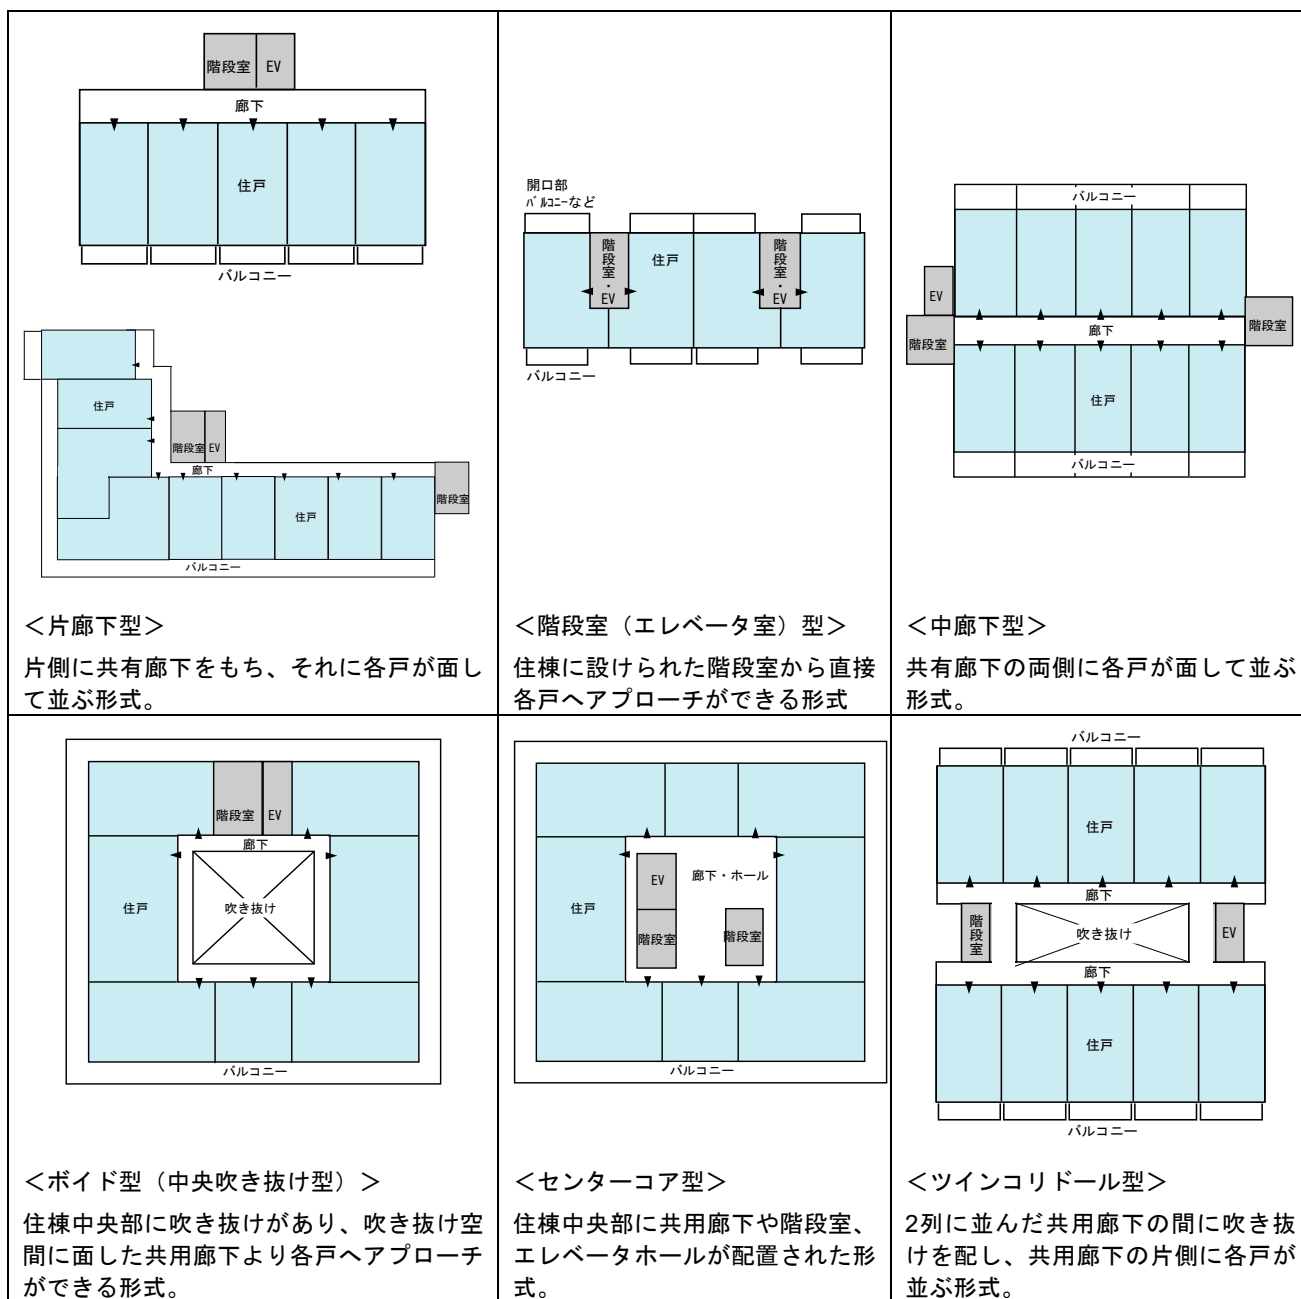 階段室 EV
廊下
住戸
バルコニー
住戸
階段室 EV
廊下
階段室
住戸
バルコニー
＜片廊下型＞
片側に共有廊下をもち、それに各戸が面し
て並ぶ形式。
開口部
バルコニーなど
階段室・EV
住戸
階段室・EV
バルコニー
＜階段室（エレベータ室）型＞
住棟に設けられた階段室から直接
各戸へアプローチができる形式
バルコニー
EV
階段室
廊下
階段室
住戸
バルコニー
＜中廊下型＞
共有廊下の両側に各戸が面して並ぶ
形式。
階段室 EV
廊下
住戸
吹き抜け
バルコニー
＜ボイド型（中央吹き抜け型）＞
住棟中央部に吹き抜けがあり、吹き抜け空
間に面した共用廊下より各戸へアプローチ
ができる形式。
EV
廊下・ホール
住戸
階段室
階段室
バルコニー
＜センターコア型＞
住棟中央部に共用廊下や階段室、
エレベータホールが配置された形
式。
バルコニー
住戸
廊下
階段室
吹き抜け
EV
廊下
住戸
バルコニー
＜ツインコリドール型＞
2列に並んだ共用廊下の間に吹き抜
けを配し、共用廊下の片側に各戸が
並ぶ形式。